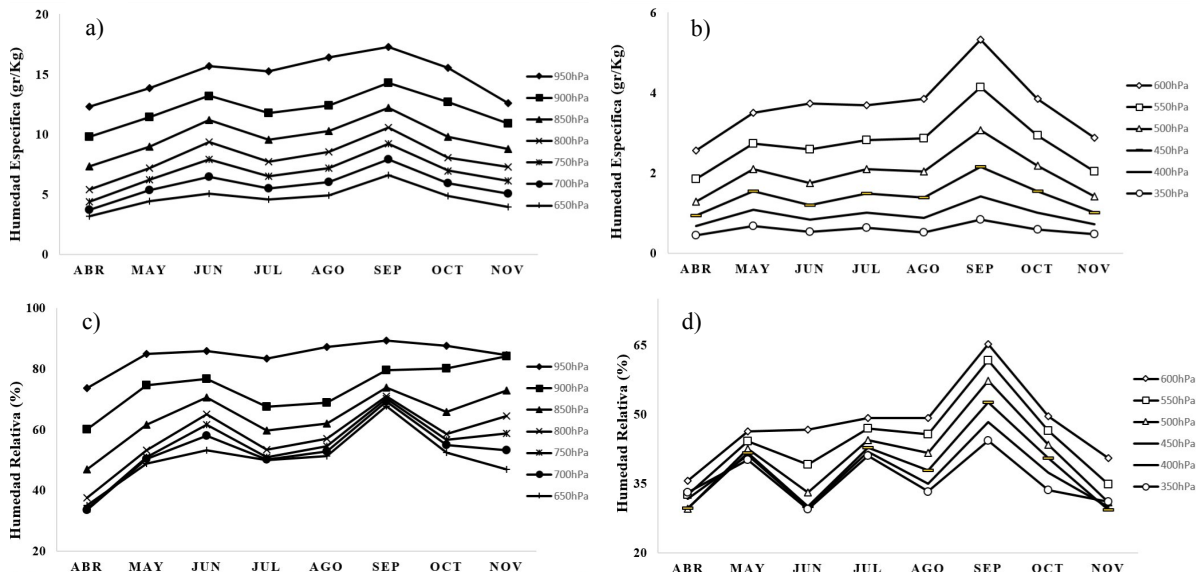 a)
Humedad Específica (gr/Kg)
20
15
10
5
0
ABR MAY JUN JUL AGO SEP OCT NOV
950hPa
900hPa
850hPa
800hPa
750hPa
700hPa
650hPa
b)
Humedad Específica (gr/Kg)
6
4
2
0
ABR MAY JUN JUL AGO SEP OCT NOV
600hPa
550hPa
500hPa
450hPa
400hPa
350hPa
c)
Humedad Relativa (%)
100
80
60
40
20
ABR MAY JUN JUL AGO SEP OCT NOV
950hPa
900hPa
850hPa
800hPa
750hPa
700hPa
650hPa
d)
Humedad Relativa (%)
65
50
35
20
ABR MAY JUN JUL AGO SEP OCT NOV
600hPa
550hPa
500hPa
450hPa
400hPa
350hPa